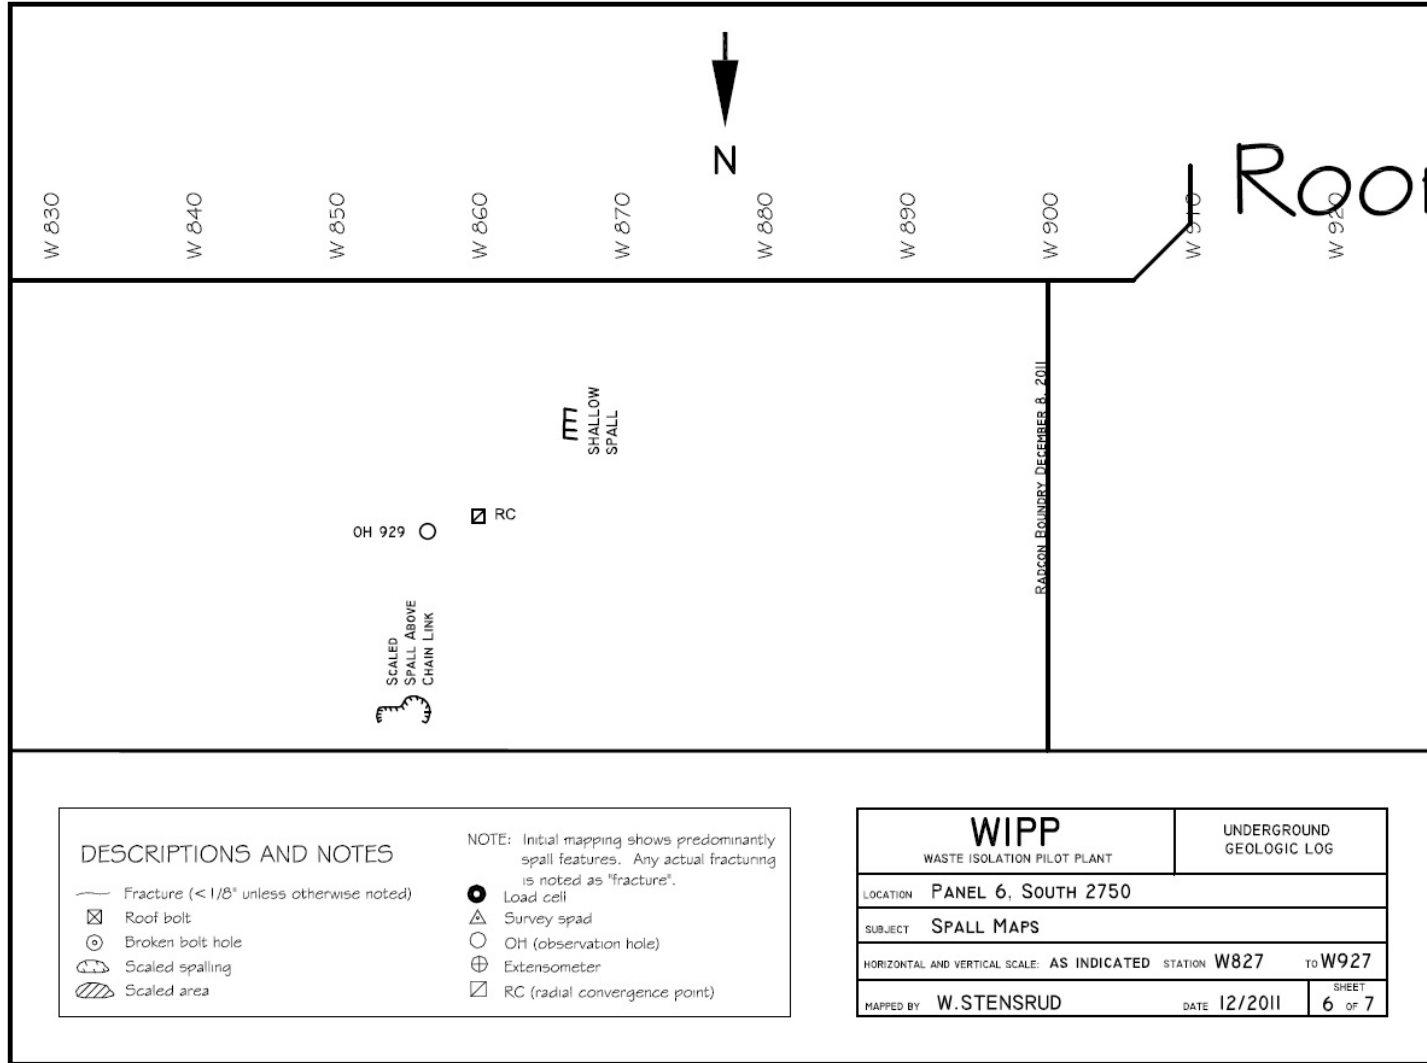 N
Roof
W 830
W 840
W 850
W 860
W 870
W 880
W 890
W 900
W 910
W 920
SHALLOW
SPALL
RC
OH 929
RADCON BOUNDRY DECEMBER 8, 2011
SCALED
SPALL ABOVE
CHAIN LINK
DESCRIPTIONS AND NOTES
Fracture (<1/8" unless otherwise noted)
Roof bolt
Broken bolt hole
Scaled spalling
Scaled area
NOTE: Initial mapping shows predominantly
spall features. Any actual fracturing
is noted as "fracture".
Load cell
Survey spad
OH (observation hole)
Extensometer
RC (radial convergence point)
WIPP
WASTE ISOLATION PILOT PLANT
UNDERGROUND
GEOLOGIC LOG
LOCATION PANEL 6, SOUTH 2750
SUBJECT SPALL MAPS
HORIZONTAL AND VERTICAL SCALE: AS INDICATED STATION W827 TO W927
MAPPED BY W.STENSRUD DATE 12/2011
SHEET
6 OF 7